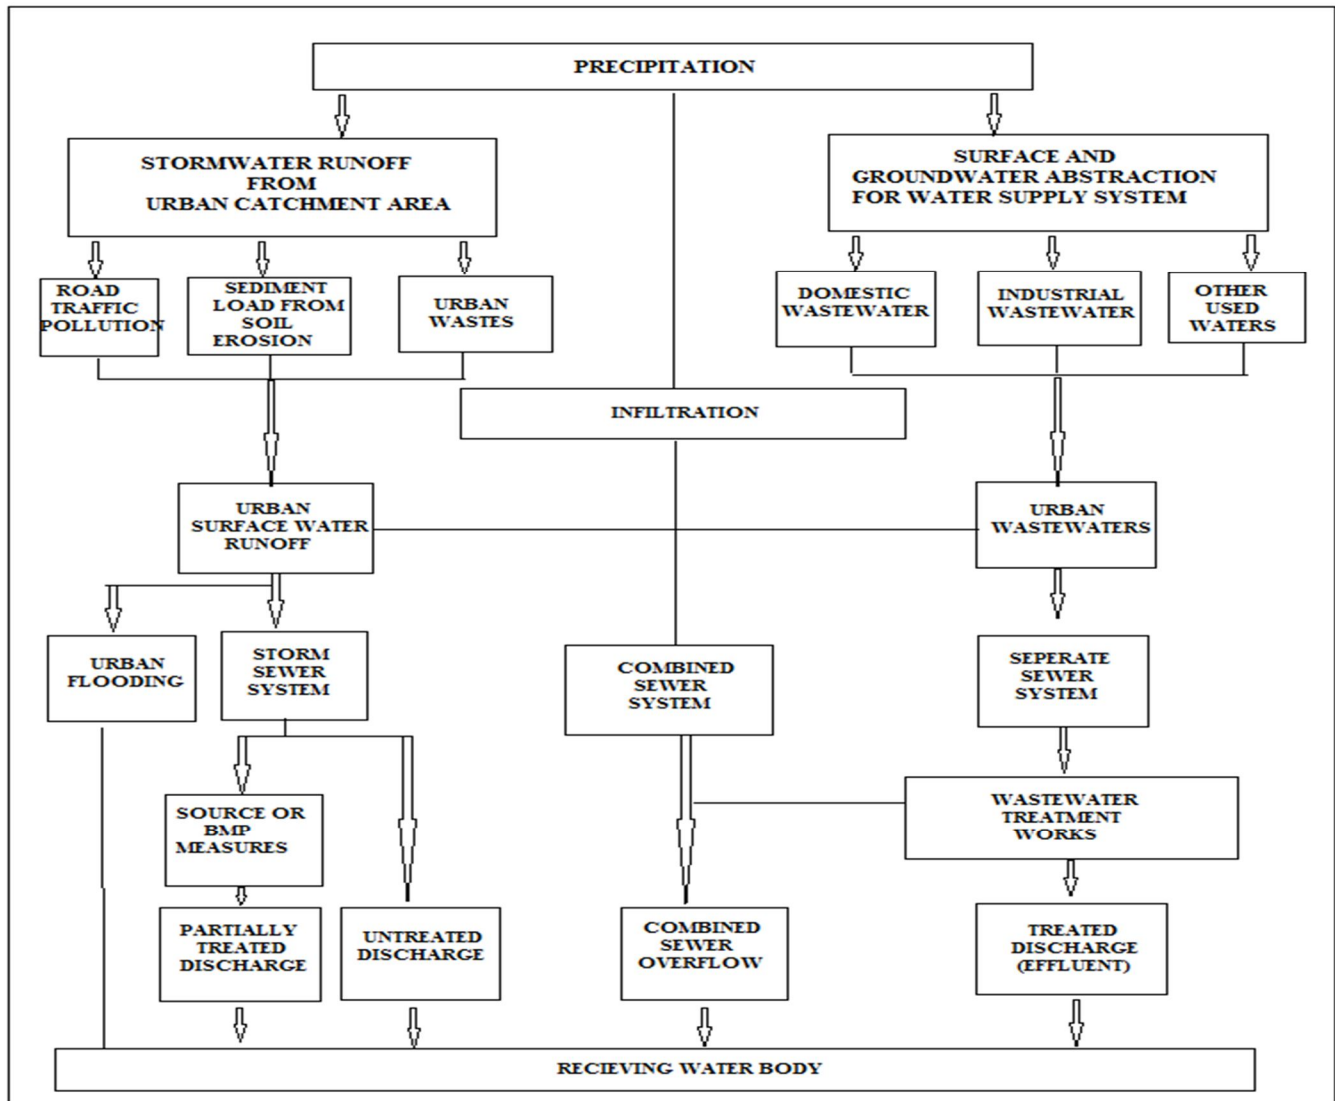 PRECIPITATION
STORMWATER RUNOFF
FROM
URBAN CATCHMENT AREA
SURFACE AND
GROUNDWATER ABSTRACTION
FOR WATER SUPPLY SYSTEM
ROAD
TRAFFIC
POLLUTION
SEDIMENT
LOAD FROM
SOIL
EROSION
URBAN
WASTES
DOMESTIC
WASTEWATER
INDUSTRIAL
WASTEWATER
OTHER
USED
WATERS
INFILTRATION
URBAN
SURFACE WATER
RUNOFF
URBAN
WASTEWATERS
URBAN
FLOODING
STORM
SEWER
SYSTEM
COMBINED
SEWER
SYSTEM
SEPERATE
SEWER
SYSTEM
SOURCE OR
BMP
MEASURES
WASTEWATER
TREATMENT
WORKS
PARTIALLY
TREATED
DISCHARGE
UNTREATED
DISCHARGE
COMBINED
SEWER
OVERFLOW
TREATED
DISCHARGE
(EFFLUENT)
RECIEVING WATER BODY